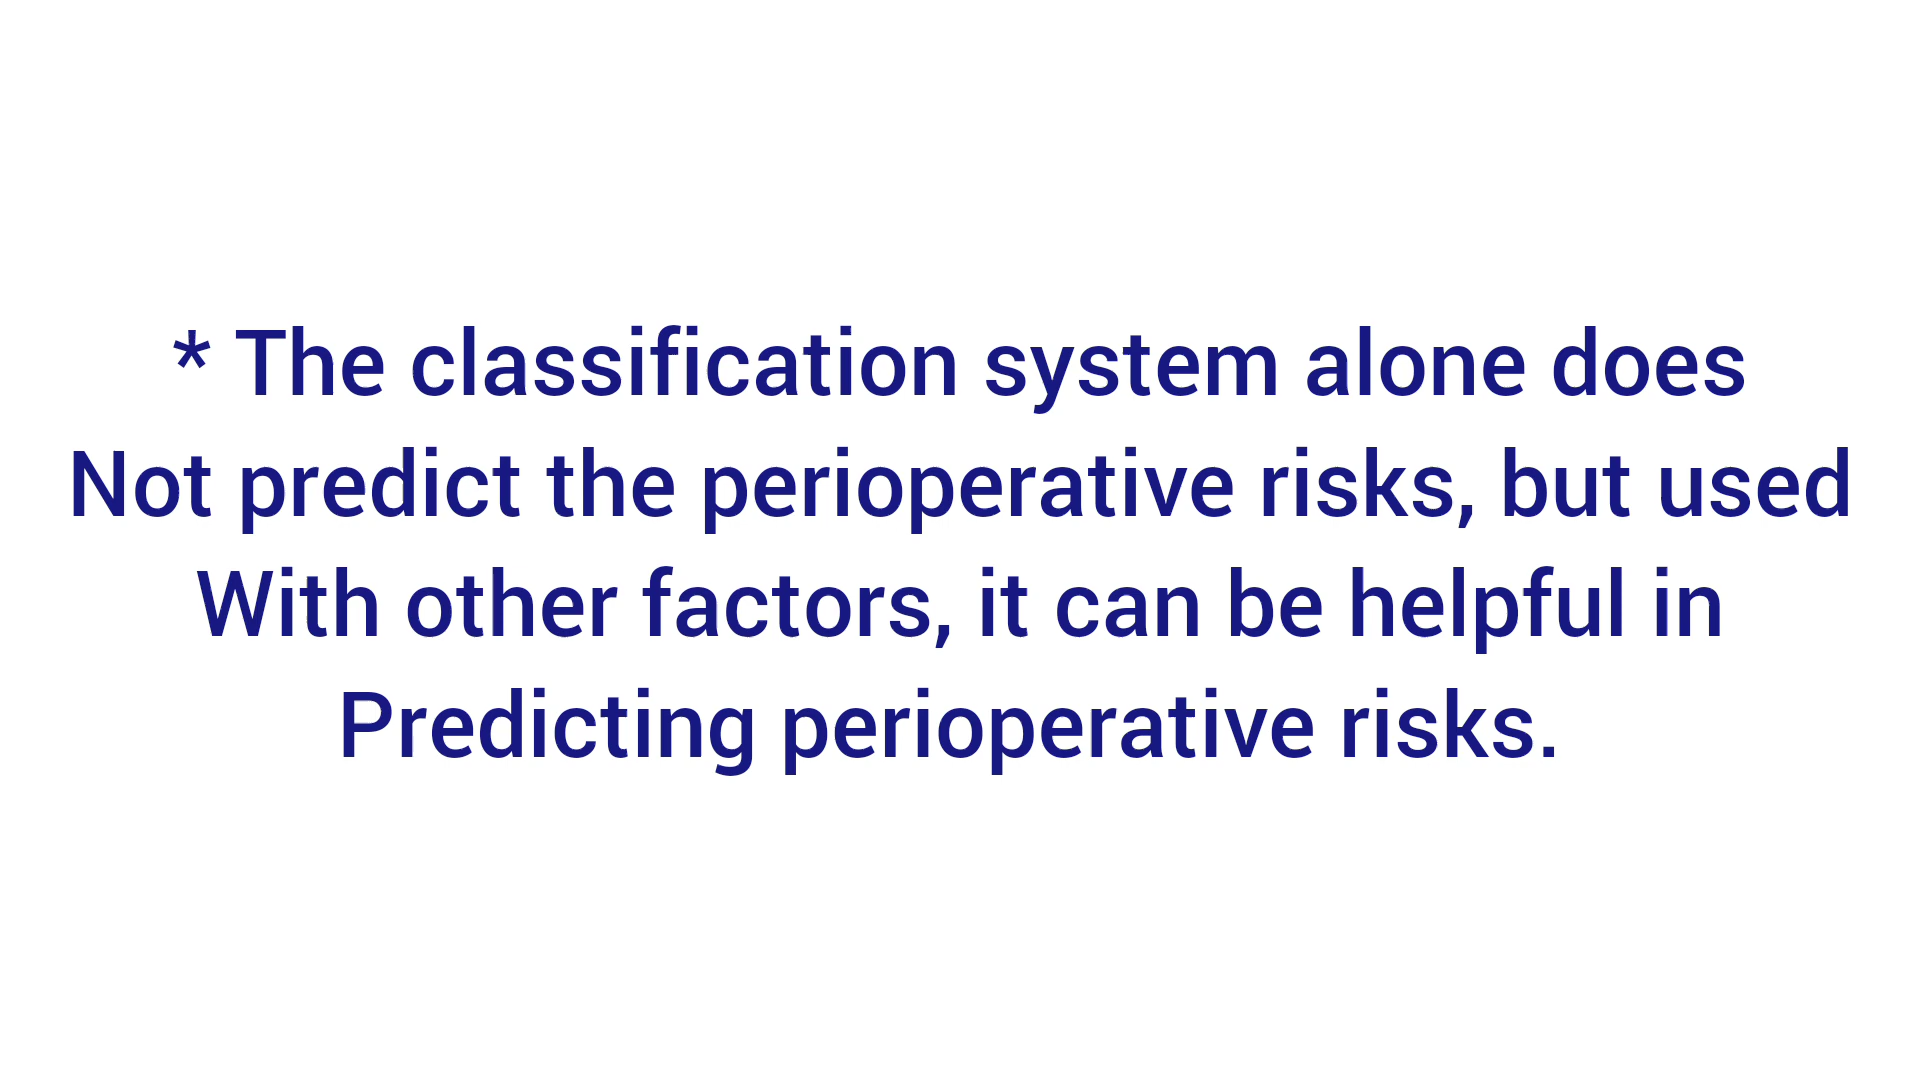 * The classification system alone does
Not predict the perioperative risks, but used
With other factors, it can be helpful in
Predicting perioperative risks.